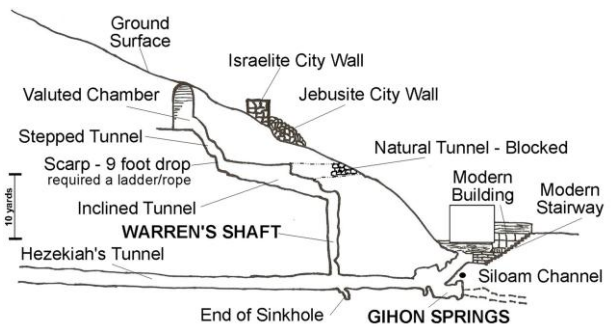 Ground
Surface
Israelite City Wall
Valuted Chamber
Jebusite City Wall
Stepped Tunnel
Natural Tunnel - Blocked
Scarp - 9 foot drop
required a ladder/rope
Modern
Building
Modern
Stairway
10 yards
Inclined Tunnel
WARREN'S SHAFT
Hezekiah's Tunnel
Siloam Channel
End of Sinkhole
GIHON SPRINGS